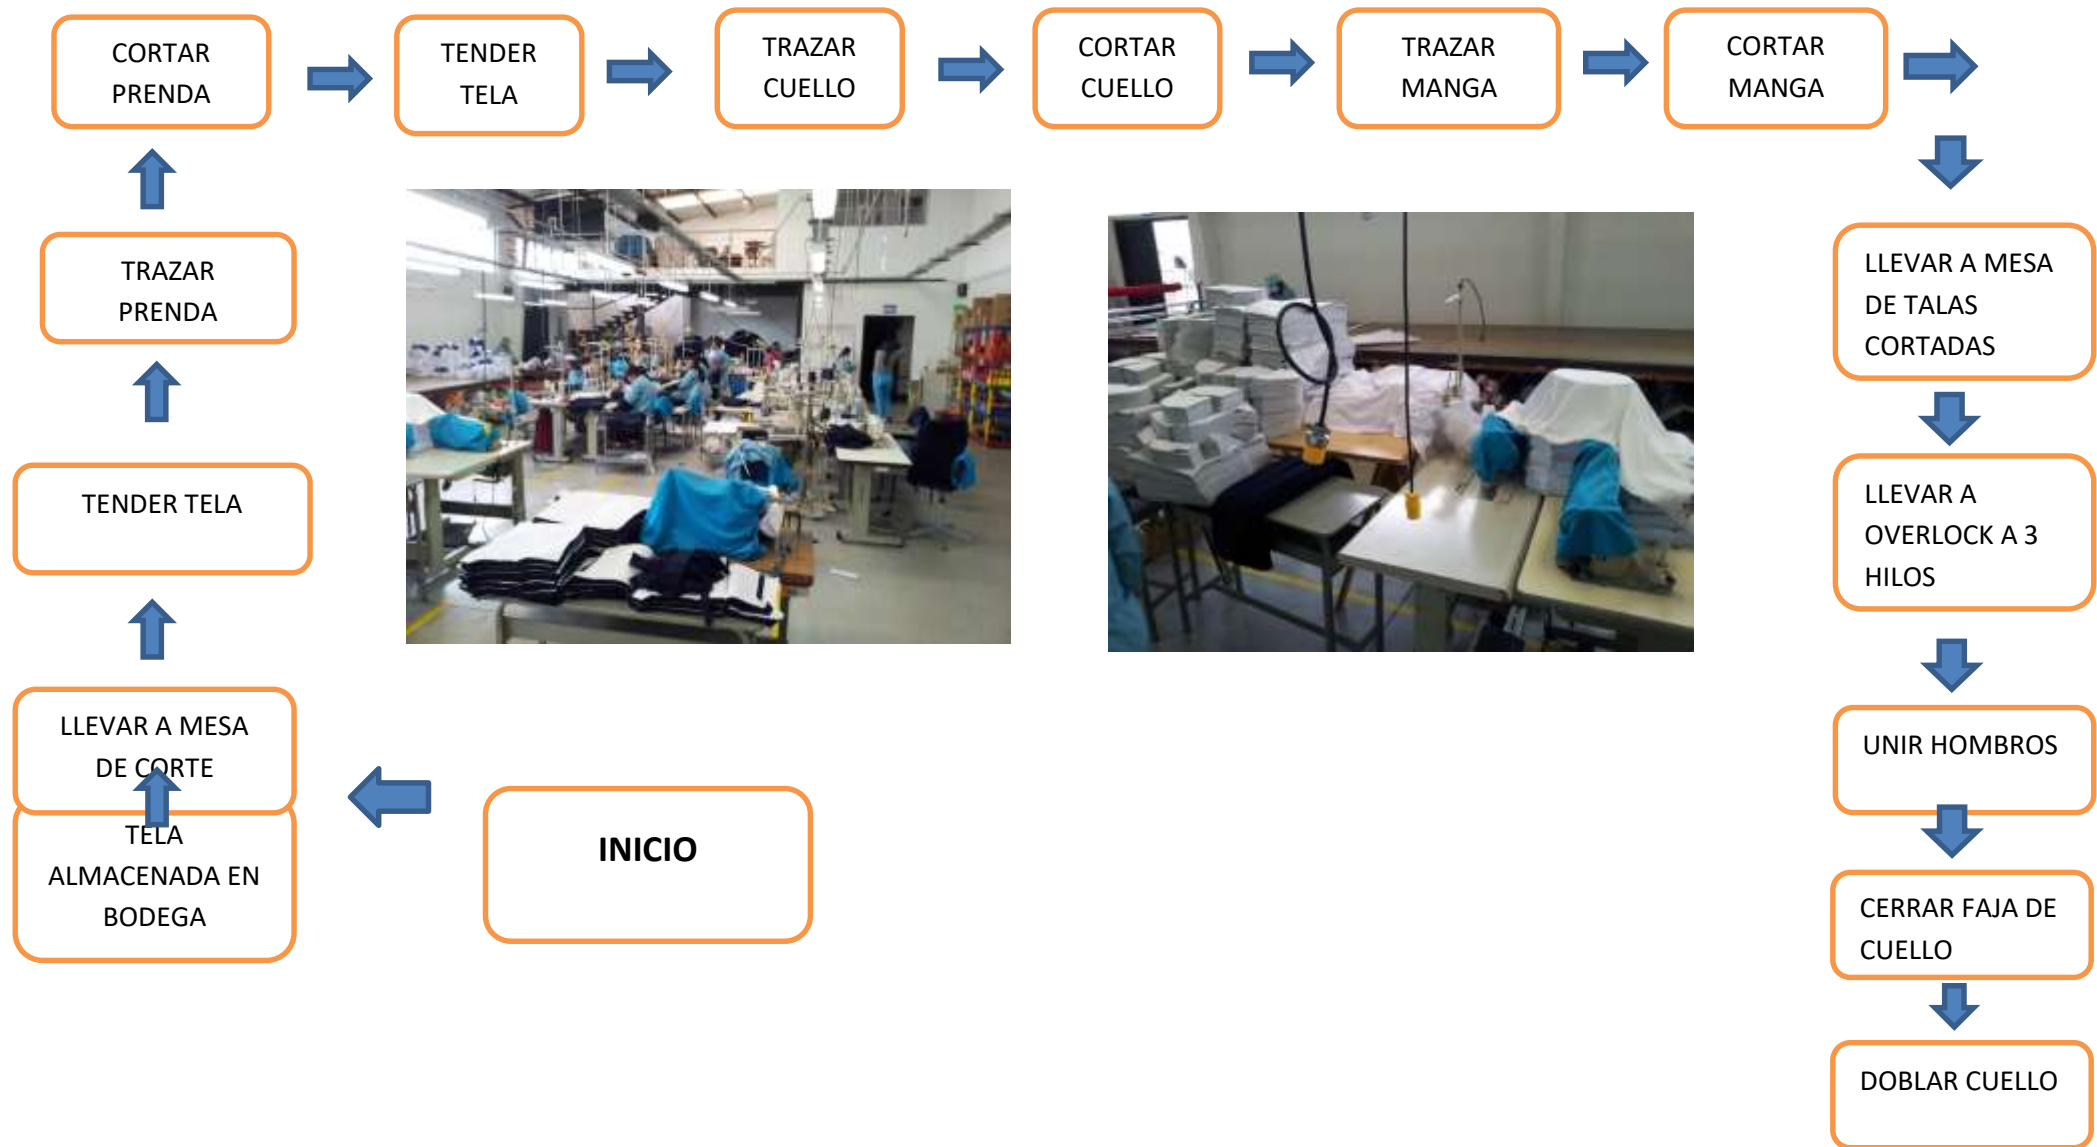 CORTAR
PRENDA
TENDER
TELA
TRAZAR
CUELLO
CORTAR
CUELLO
TRAZAR
MANGA
CORTAR
MANGA
TRAZAR
PRENDA
LLEVAR A MESA
DE TALAS
CORTADAS
TENDER TELA
LLEVAR A
OVERLOCK A 3
HILOS
LLEVAR A MESA
DE CORTE
UNIR HOMBROS
TELA
ALMACENADA EN
BODEGA
INICIO
CERRAR FAJA DE
CUELLO
DOBLAR CUELLO